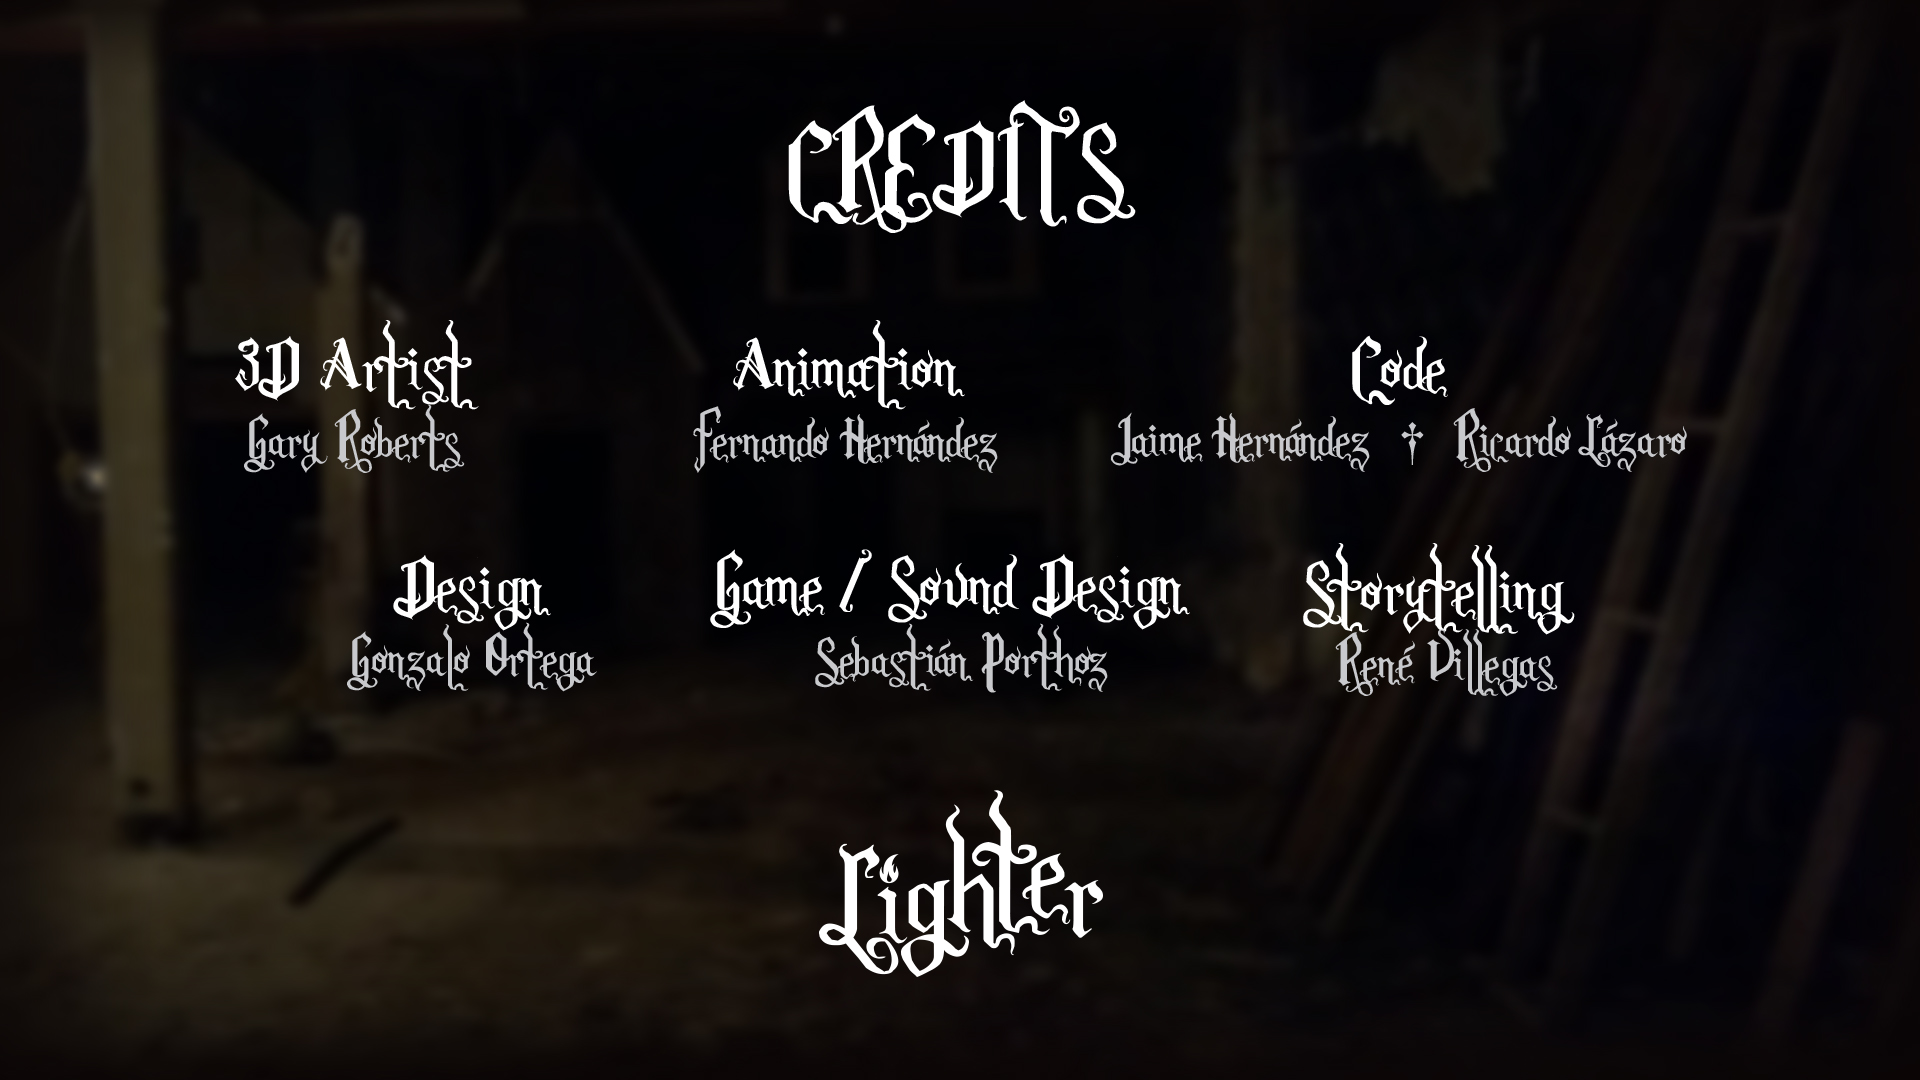 CREDITS
3D Artist
Gary Roberts
Animation
Fernando Hernández
Code
Jaime Hernández † Ricardo Lázaro
Design
Gonzalo Ortega
Game / Sound Design
Sebastián Porthoz
Storytelling
René Villegas
Lighter